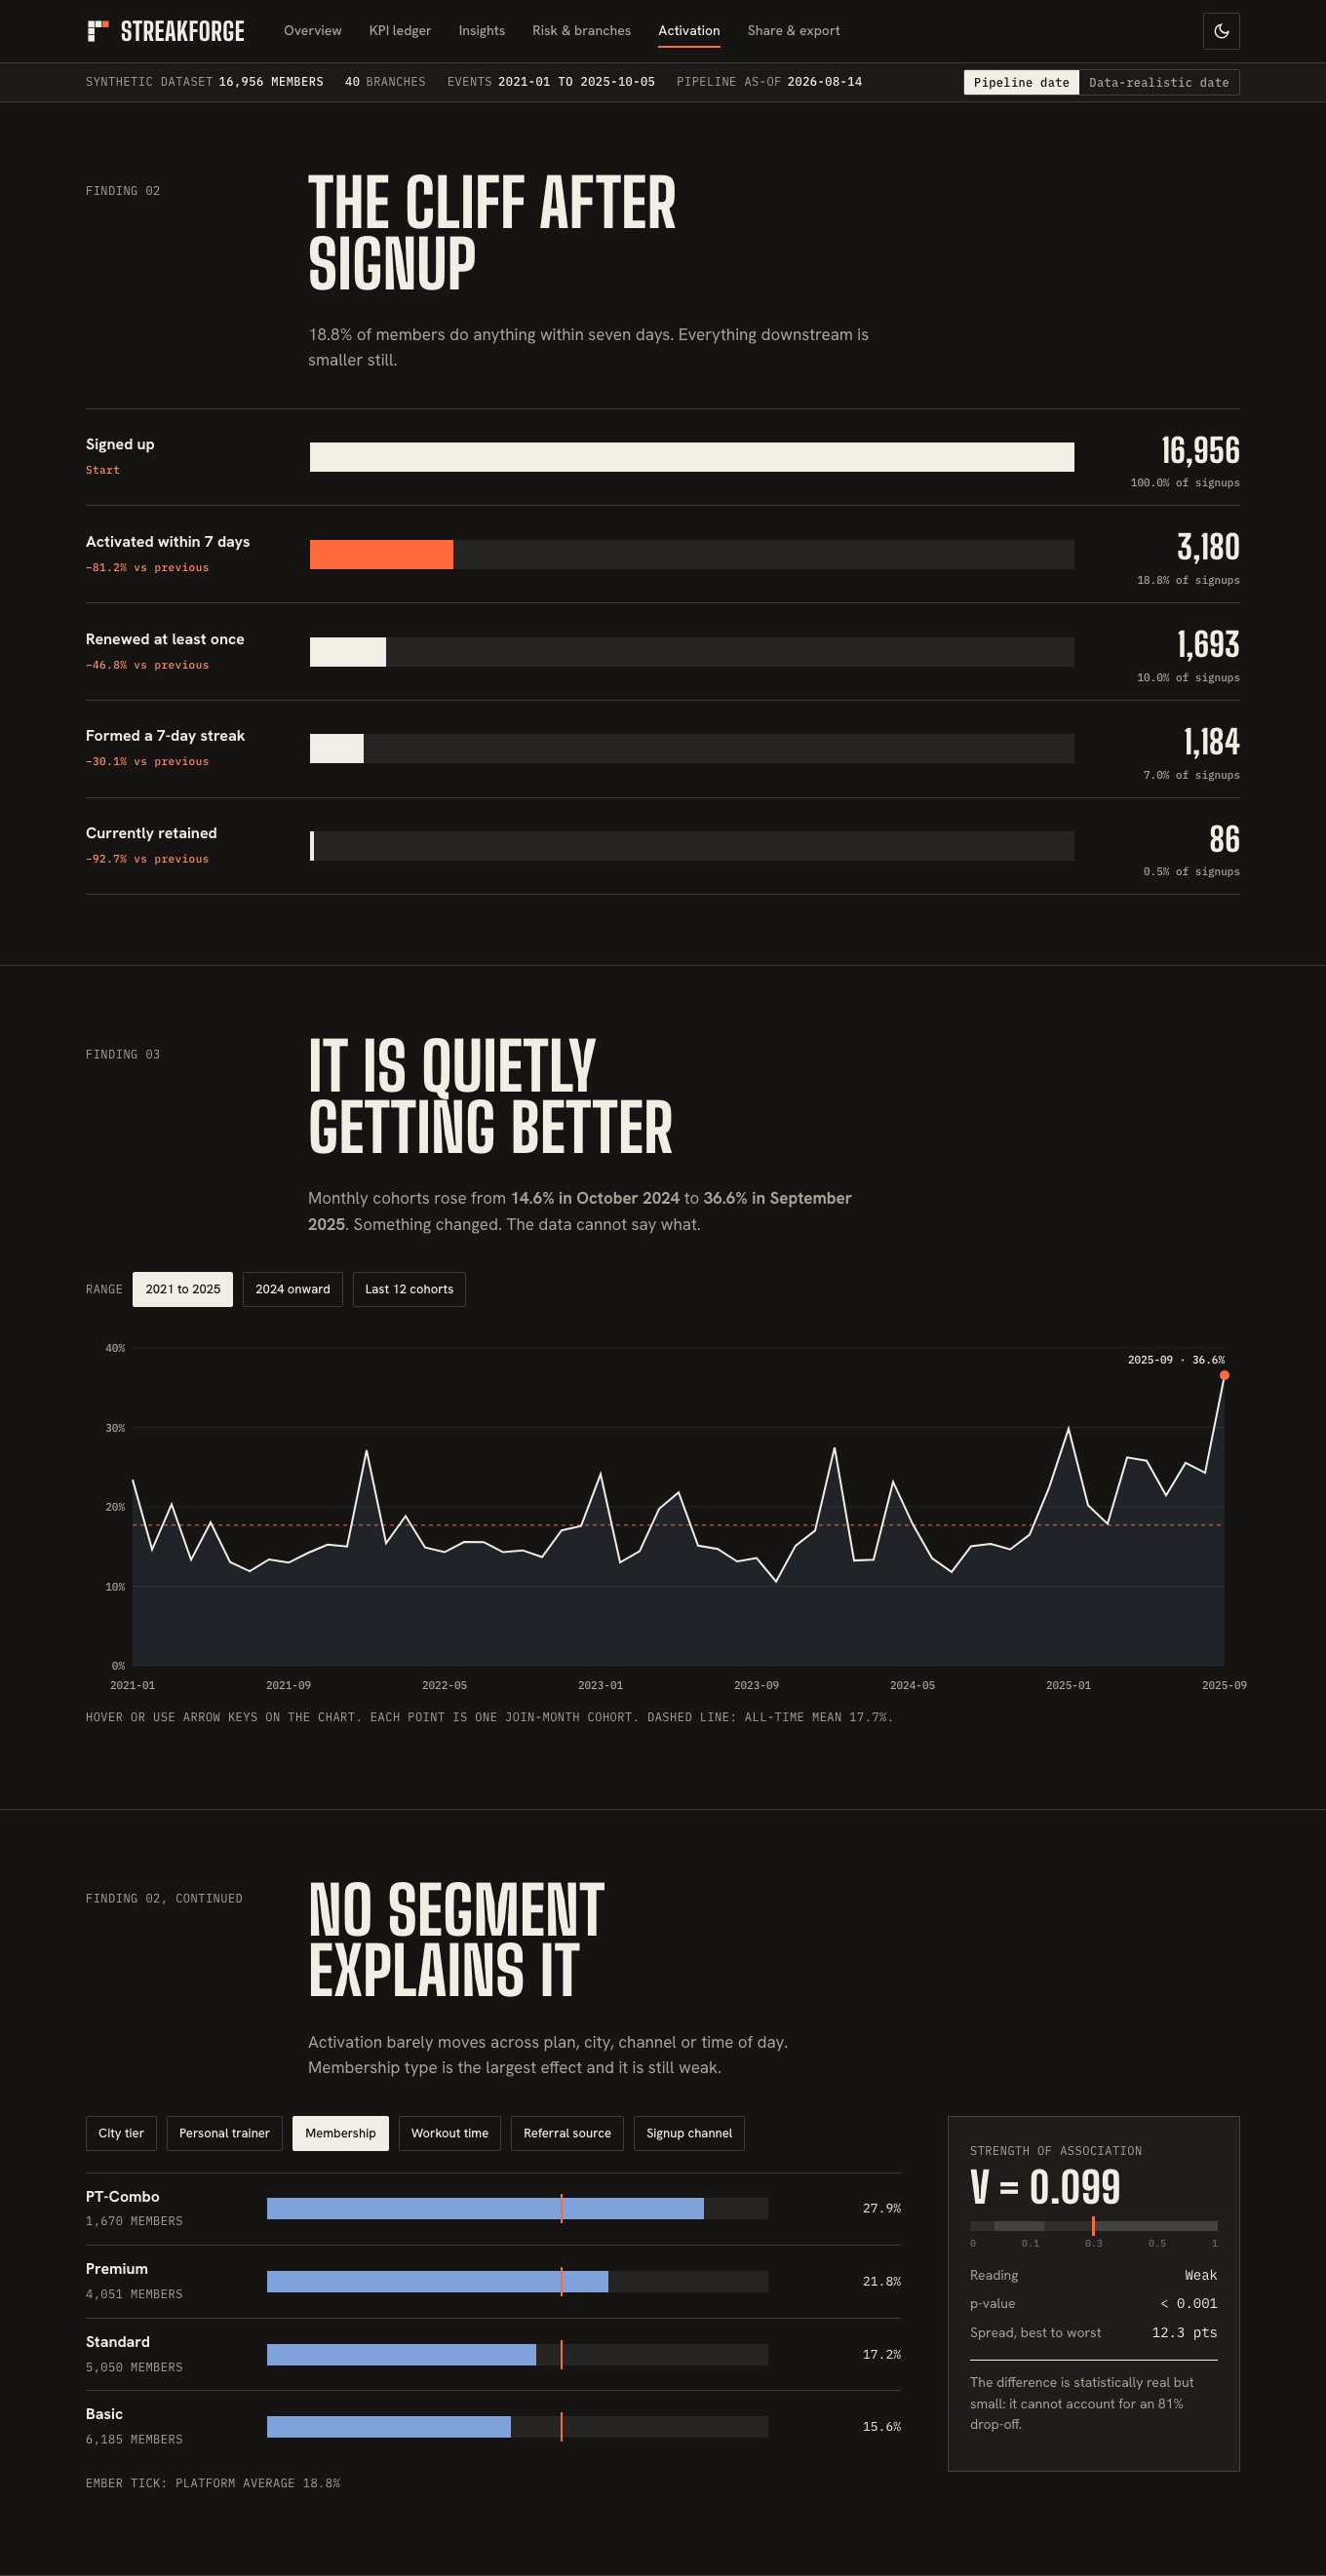 STREAKFORGE Overview KPI ledger Insights Risk & branches Activation Share & export
SYNTHETIC DATASET 16,956 MEMBERS 40 BRANCHES EVENTS 2021-01 TO 2025-10-05 PIPELINE AS-OF 2026-08-14 Pipeline date Data-realistic date
FINDING 02
THE CLIFF AFTER
SIGNUP
18.8% of members do anything within seven days. Everything downstream is
smaller still.
Signed up
Start
16,956
100.0% of signups
Activated within 7 days
−81.2% vs previous
3,180
18.8% of signups
Renewed at least once
−46.8% vs previous
1,693
10.0% of signups
Formed a 7-day streak
−30.1% vs previous
1,184
7.0% of signups
Currently retained
−92.7% vs previous
86
0.5% of signups
FINDING 03
IT IS QUIETLY
GETTING BETTER
Monthly cohorts rose from 14.6% in October 2024 to 36.6% in September
2025. Something changed. The data cannot say what.
RANGE 2021 to 2025 2024 onward Last 12 cohorts
40%
2025-09 · 36.6%
30%
20%
10%
0%
2021-01 2021-09 2022-05 2023-01 2023-09 2024-05 2025-01 2025-09
HOVER OR USE ARROW KEYS ON THE CHART. EACH POINT IS ONE JOIN-MONTH COHORT. DASHED LINE: ALL-TIME MEAN 17.7%.
FINDING 02, CONTINUED
NO SEGMENT
EXPLAINS IT
Activation barely moves across plan, city, channel or time of day.
Membership type is the largest effect and it is still weak.
City tier Personal trainer Membership Workout time Referral source Signup channel
PT-Combo
1,670 MEMBERS
27.9%
Premium
4,051 MEMBERS
21.8%
Standard
5,050 MEMBERS
17.2%
Basic
6,185 MEMBERS
15.6%
EMBER TICK: PLATFORM AVERAGE 18.8%
STRENGTH OF ASSOCIATION
V = 0.099
0 0.1 0.3 0.5 1
Reading Weak
p-value < 0.001
Spread, best to worst 12.3 pts
The difference is statistically real but
small: it cannot account for an 81%
drop-off.